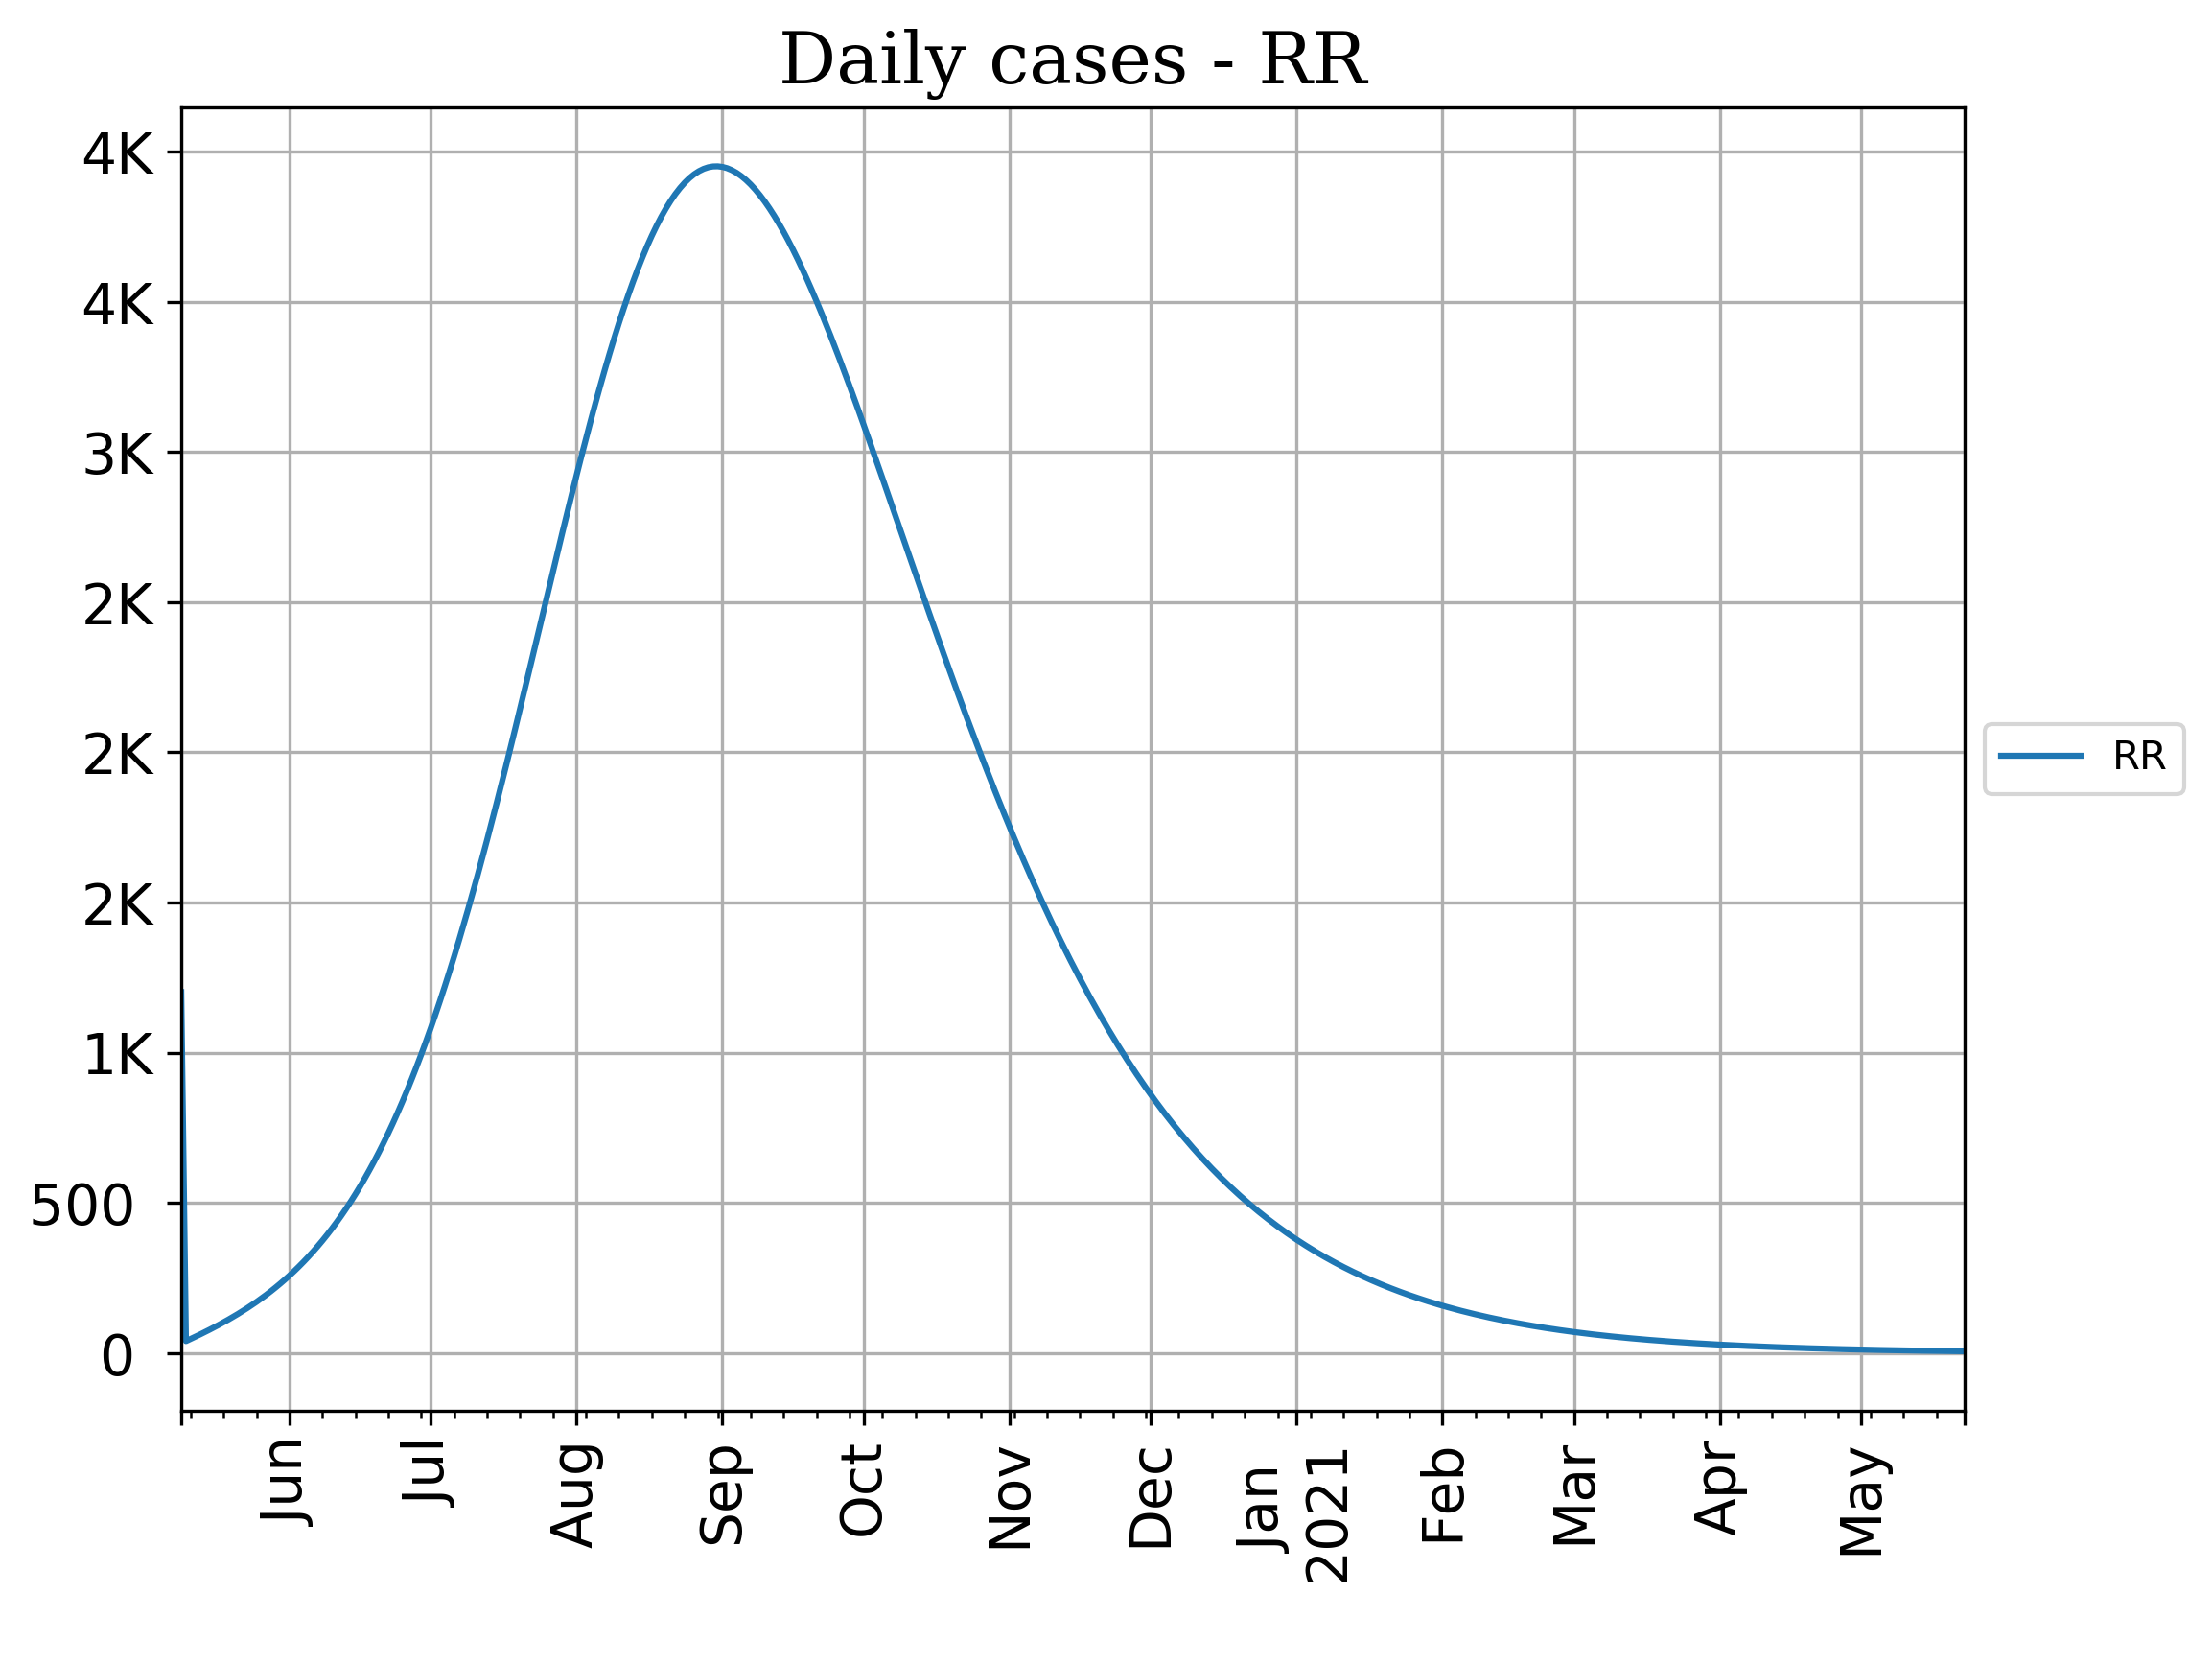 Daily cases - RR
4K
4K
3K
2K
2K
2K
1K
500
0
RR
Jun
Jul
Aug
Sep
Oct
Nov
Dec
Jan
2021
Feb
Mar
Apr
May